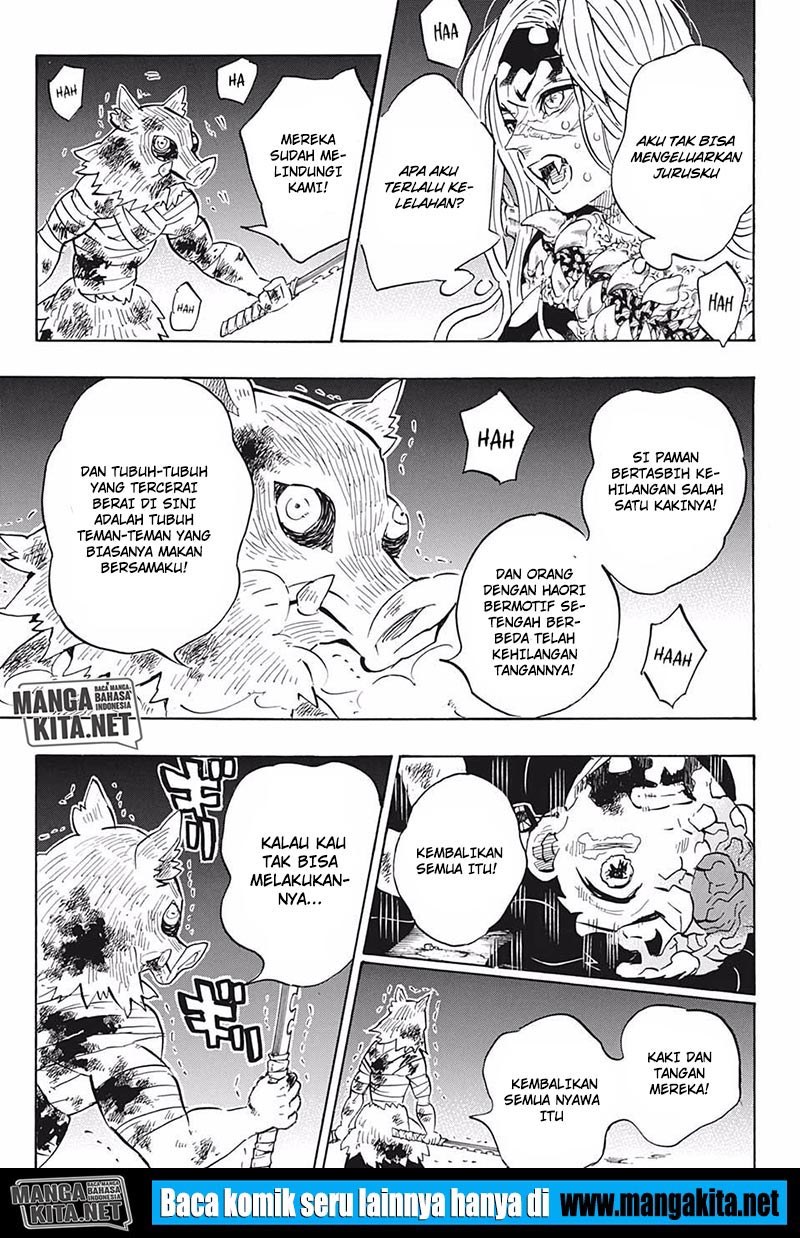 HAA
AKU TAK BISA
MENGELUARKAN
JURUSKU
APA AKU
TERLALU KE-
LELAHAN?
HAH
HAH
HA
MEREKA
SUDAH ME-
LINDUNGI
KAMI!
HAH
SI PAMAN
BERTASBIH KE-
HILANGAN SALAH
SATU KAKINYA!
HAH
DAN ORANG
DENGAN HAORI
BERMOTIF SE-
TENGAH BER-
BEDA TELAH
KEHILANGAN
TANGANNYA!
HAAH
DAN TUBUH-TUBUH
YANG TERCERAI
BERAI DI SINI
ADALAH TUBUH
TEMAN-TEMAN YANG
BIASANYA MAKAN
BERSAMAKU!
MANGA
KITA.NET
BACA MANGA-
BAHASA
INDONESIA
KEMBALIKAN
SEMUA ITU!
KAKI DAN
TANGAN
MEREKA!
KEMBALIKAN
SEMUA NYAWA
ITU
KALAU KAU
TAK BISA
MELAKUKAN-
NYA...
ギュッ
ギュ
MANGA
KITA.NET
BACA MANGA-
BAHASA
INDONESIA
Baca komik seru lainnya hanya di www.mangakita.net